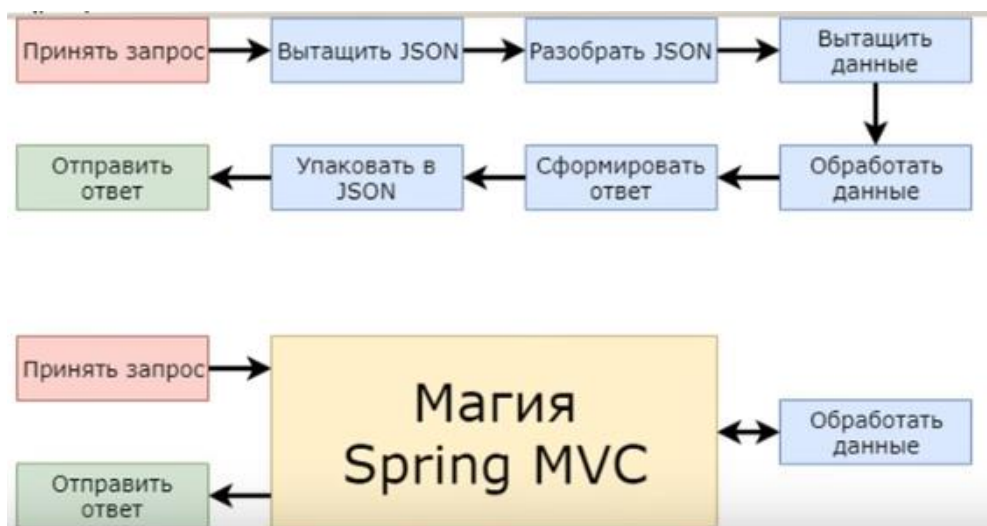 Принять запрос
Вытащить JSON
Разобрать JSON
Вытащить
данные
Отправить
ответ
Упаковать в
JSON
Сформировать
ответ
Обработать
данные
Принять запрос
Магия
Spring MVC
Обработать
данные
Отправить
ответ